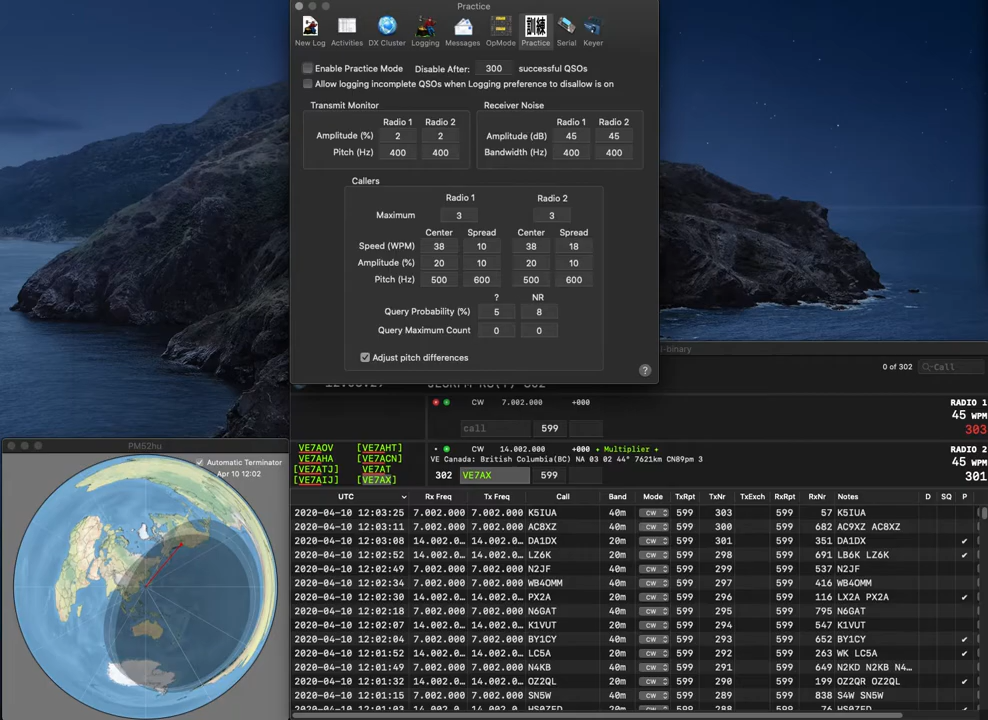 Practice
New Log Activities DX Cluster Logging Messages OpMode Practice Serial Keyer
訓練
Enable Practice Mode Disable After: 300 successful QSOs
Allow logging incomplete QSOs when Logging preference to disallow is on
Transmit Monitor Receiver Noise
Radio 1 Radio 2 Radio 1 Radio 2
Amplitude (%) 2 2 Amplitude (dB) 45 45
Pitch (Hz) 400 400 Bandwidth (Hz) 400 400
Callers
Radio 1 Radio 2
Maximum 3 3
Center Spread Center Spread
Speed (WPM) 38 10 38 18
Amplitude (%) 20 10 20 10
Pitch (Hz) 500 600 500 600
? NR
Query Probability (%) 5 8
Query Maximum Count 0 0
Adjust pitch differences
?
l-binary
0 of 302 Call
CW 7.002.000 +000 RADIO 1
45 WPM
call 599 303
PM52hu
Automatic Terminator
Apr 10 12:02
VE7AOV [VE7AHT]
VE7AHA [VE7ACN]
[VE7ATJ] VE7AT
[VE7AIJ] [VE7AX]
CW 14.002.000 +000 • Multiplier • RADIO 2
VE Canada: British Columbia(BC) NA 03 02 44° 7621km CN89pm 3 45 WPM
302 VE7AX 599 301
UTC Rx Freq Tx Freq Call Band Mode TxRpt TxNr TxExch RxRpt RxNr Notes D SQ P
2020-04-10 12:03:25 7.002.000 7.002.000 K5IUA 40m CW 599 303 599 57 K5IUA
2020-04-10 12:03:11 7.002.000 7.002.000 AC8XZ 40m CW 599 300 599 682 AC9XZ AC8XZ
2020-04-10 12:03:08 14.002.0… 14.002.0… DA1DX 20m CW 599 301 599 351 DA1DX ✔
2020-04-10 12:02:52 14.002.0… 14.002.0… LZ6K 20m CW 599 298 599 691 LB6K LZ6K ✔
2020-04-10 12:02:49 7.002.000 7.002.000 N2JF 40m CW 599 299 599 537 N2JF
2020-04-10 12:02:34 7.002.000 7.002.000 WB4OMM 40m CW 599 297 599 416 WB4OMM
2020-04-10 12:02:30 14.002.0… 14.002.0… PX2A 20m CW 599 296 599 116 LX2A PX2A ✔
2020-04-10 12:02:18 7.002.000 7.002.000 N6GAT 40m CW 599 295 599 795 N6GAT
2020-04-10 12:02:07 14.002.0… 14.002.0… K1VUT 20m CW 599 294 599 547 K1VUT
2020-04-10 12:02:04 7.002.000 7.002.000 BY1CY 40m CW 599 293 599 652 BY1CY ✔
2020-04-10 12:01:52 14.002.0… 14.002.0… LC5A 20m CW 599 292 599 263 WK LC5A ✔
2020-04-10 12:01:49 7.002.000 7.002.000 N4KB 40m CW 599 291 599 649 N2KD N2KB N4…
2020-04-10 12:01:32 14.002.0… 14.002.0… OZ2QL 20m CW 599 290 599 199 OZ2QR OZ2QL ✔
2020-04-10 12:01:15 7.002.000 7.002.000 SN5W 40m CW 599 289 599 838 S4W SN5W ✔
2020-04-10 12:01:03 14.002.0… 14.002.0… HS0ZED 20m CW 599 288 599 76 HS0ZED